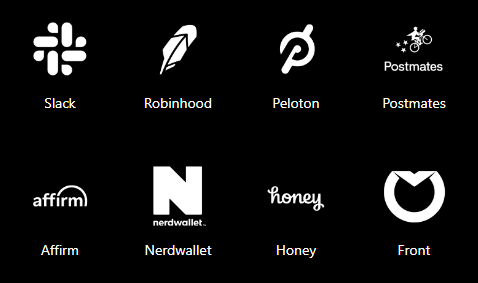 Postmates
Slack
Robinhood
Peloton
Postmates
affirm
nerdwallet
honey
Affirm
Nerdwallet
Honey
Front